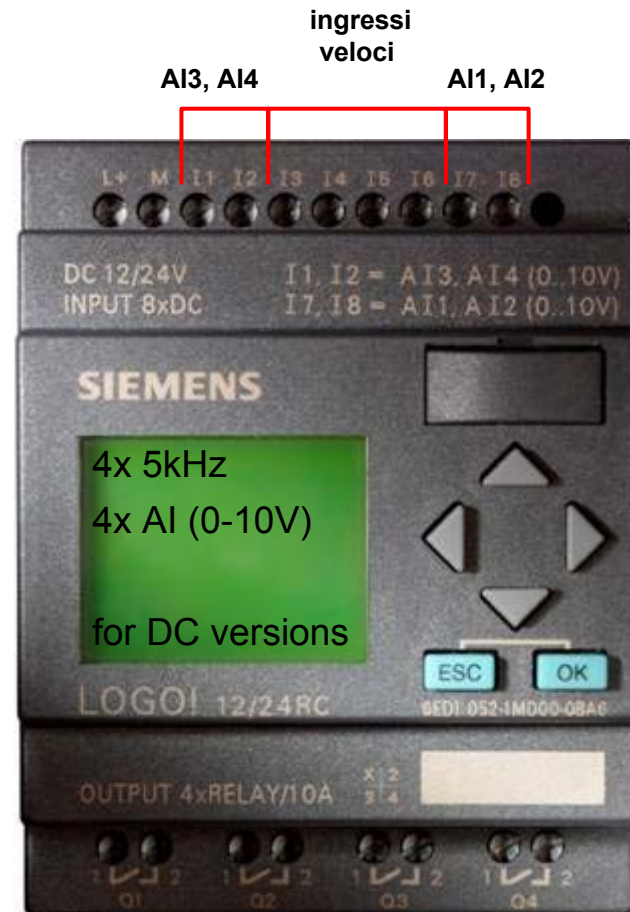 ingressi
veloci
AI3, AI4
AI1, AI2
L+ M I1 I2 I3 I4 I5 I6 I7 I8
DC 12/24V
INPUT 8xDC
I1, I2 = AI3, AI4 (0..10V)
I7, I8 = AI1, AI2 (0..10V)
SIEMENS
4x 5kHz
4x AI (0-10V)
for DC versions
ESC OK
LOGO! 12/24RC
6ED1 052-1MD00-0BA6
OUTPUT 4xRELAY/10A
X 2
3 4
1 2 1 2 1 2 1 2
Q1 Q2 Q3 Q4